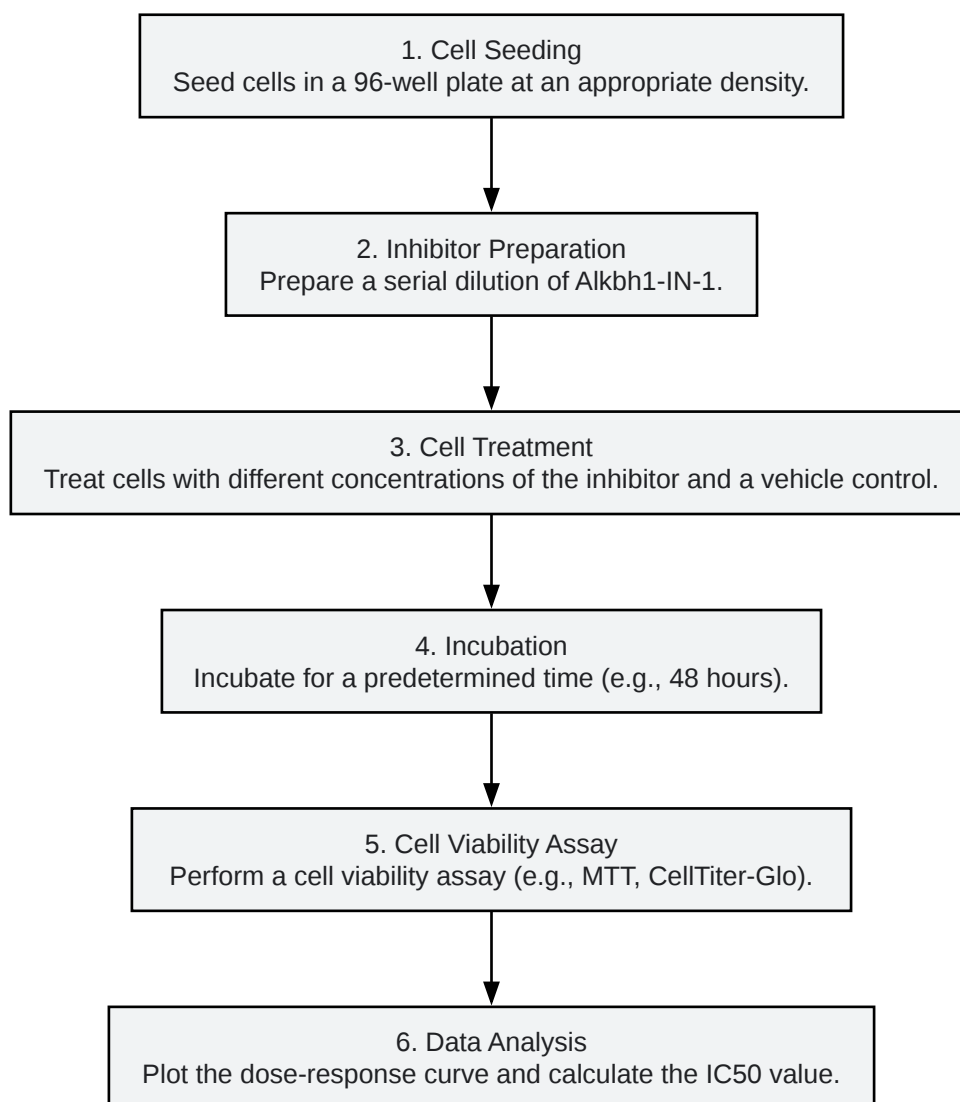 1. Cell Seeding
Seed cells in a 96-well plate at an appropriate density.
2. Inhibitor Preparation
Prepare a serial dilution of Alkbh1-IN-1.
3. Cell Treatment
Treat cells with different concentrations of the inhibitor and a vehicle control.
4. Incubation
Incubate for a predetermined time (e.g., 48 hours).
5. Cell Viability Assay
Perform a cell viability assay (e.g., MTT, CellTiter-Glo).
6. Data Analysis
Plot the dose-response curve and calculate the IC50 value.